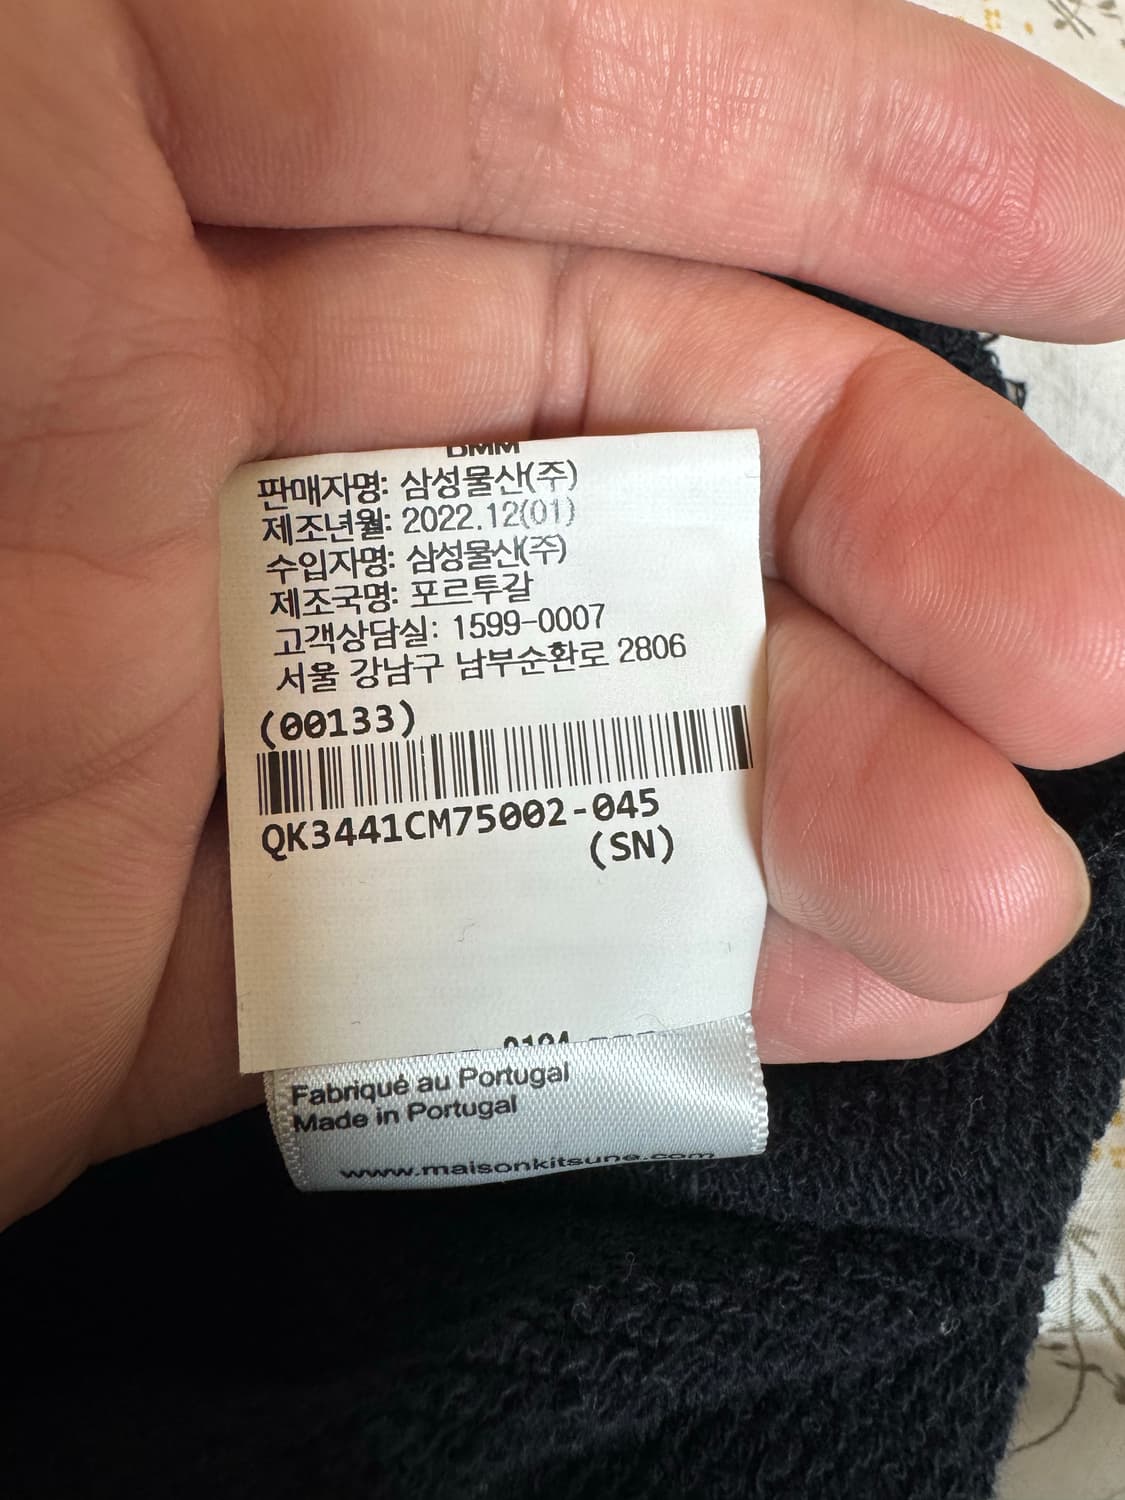 판매자명: 삼성물산(주)
제조년월: 2022.12(01)
수입자명: 삼성물산(주)
제조국명: 포르투갈
고객상담실: 1599-0007
서울 강남구 남부순환로 2806
(00133)
QK3441CM75002-045
(SN)
Fabriqué au Portugal
Made in Portugal
www.maisonkitsune.com